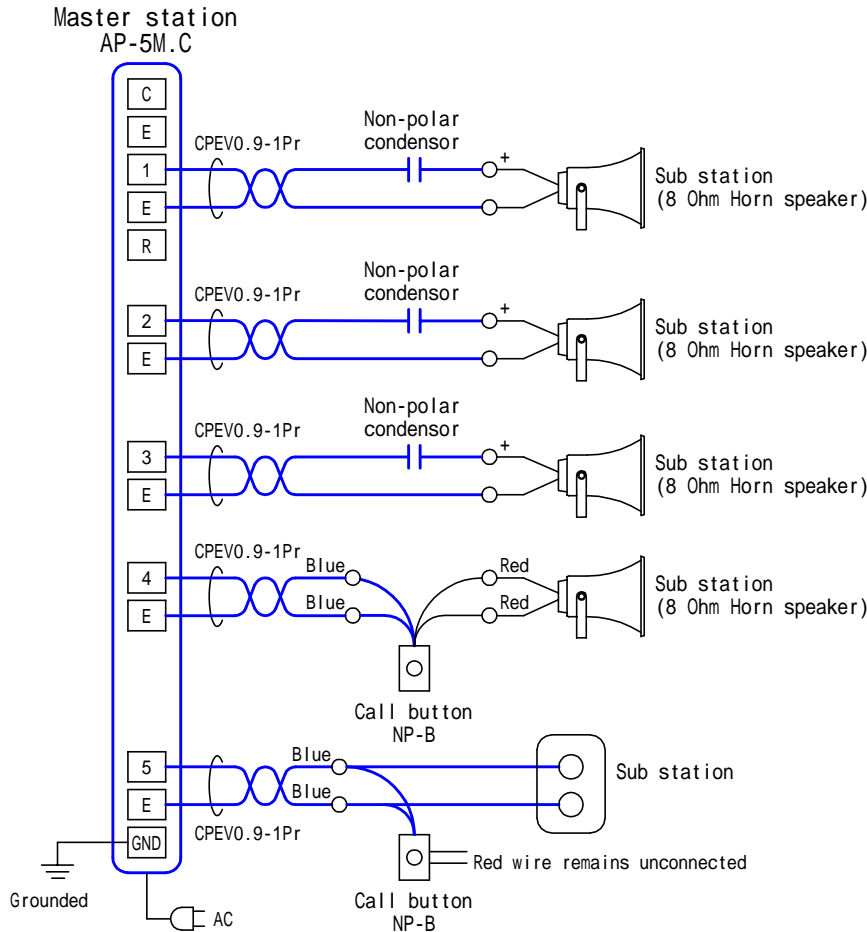 Master station
AP-5M.C
C
E
CPEV0.9-1Pr
Non-polar
condensor
1
+
Sub station
(8 Ohm Horn speaker)
E
R
CPEV0.9-1Pr
Non-polar
condensor
2
+
Sub station
(8 Ohm Horn speaker)
E
CPEV0.9-1Pr
Non-polar
condensor
3
+
Sub station
(8 Ohm Horn speaker)
E
CPEV0.9-1Pr
4
Blue
Red
Sub station
(8 Ohm Horn speaker)
E
Blue
Red
Call button
NP-B
5
Blue
Sub station
E
Blue
GND
CPEV0.9-1Pr
Red wire remains unconnected
Grounded
AC
Call button
NP-B